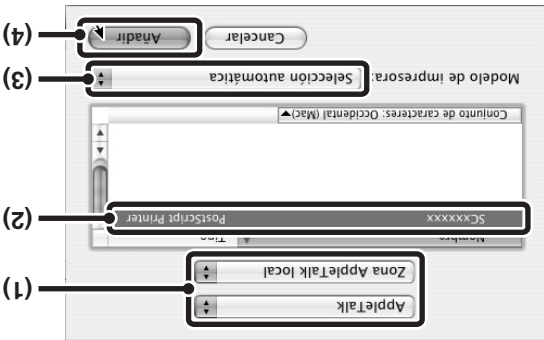 AppleTalk
Zona AppleTalk local
(1)
Nombre Tipo
SCxxxxxx PostScript Printer
(2)
Conjunto de caracteres: Occidental (Mac)
Modelo de impresora: Selección automática
(3)
Cancelar Añadir
(4)